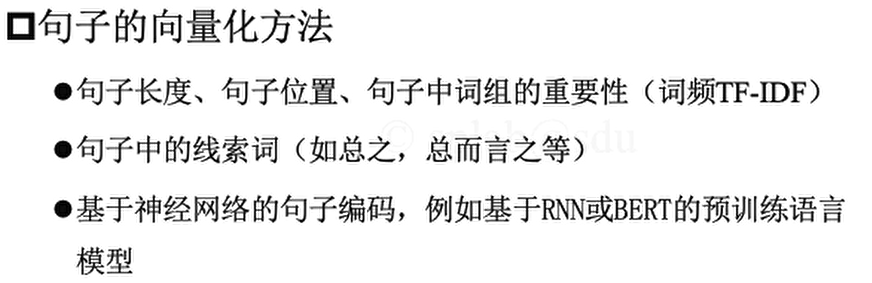 句子的向量化方法
●句子长度、句子位置、句子中词组的重要性（词频TF-IDF）
●句子中的线索词（如总之，总而言之等）
●基于神经网络的句子编码，例如基于RNN或BERT的预训练语言
模型